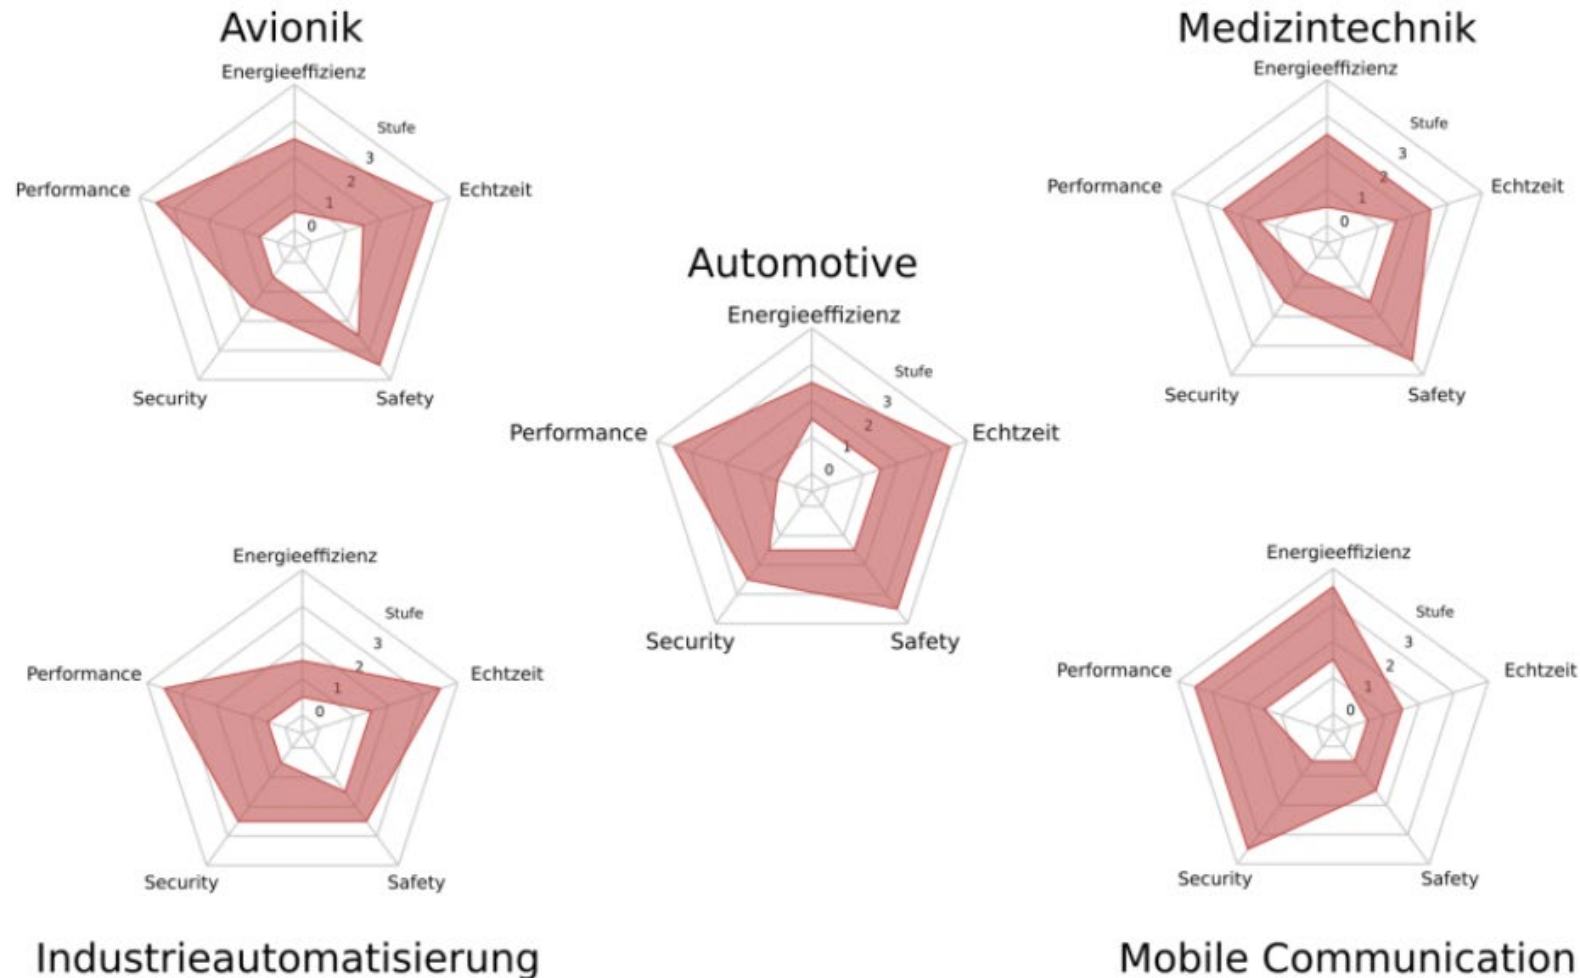 Avionik
Energieeffizienz
Stufe
3
2
1
0
Performance
Echtzeit
Security
Safety
Medizintechnik
Energieeffizienz
Stufe
3
2
1
0
Performance
Echtzeit
Security
Safety
Automotive
Energieeffizienz
Stufe
3
2
1
0
Performance
Echtzeit
Security
Safety
Energieeffizienz
Stufe
3
2
1
0
Performance
Echtzeit
Security
Safety
Industrieautomatisierung
Energieeffizienz
Stufe
3
2
1
0
Performance
Echtzeit
Security
Safety
Mobile Communication